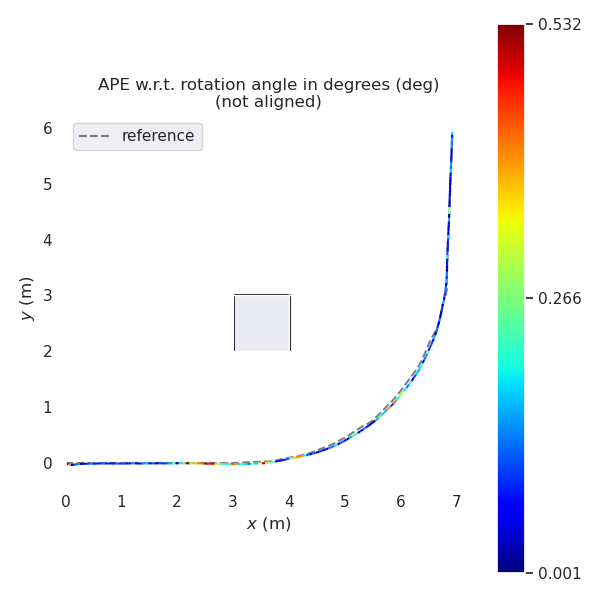 APE w.r.t. rotation angle in degrees (deg)
(not aligned)
reference
6
5
4
3
2
1
0
y (m)
0 1 2 3 4 5 6 7
x (m)
0.532
0.266
0.001